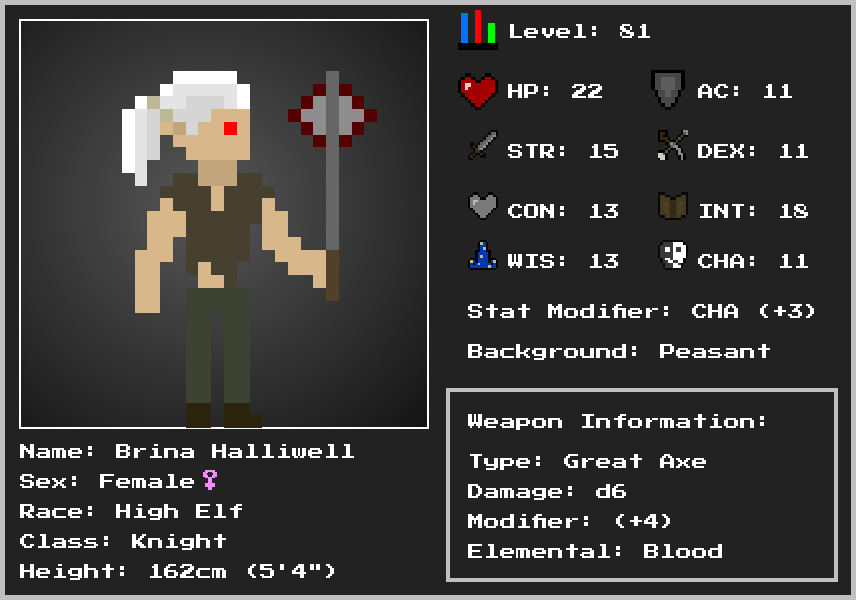 Level: 81
HP: 22 AC: 11
STR: 15 DEX: 11
CON: 13 INT: 18
WIS: 13 CHA: 11
Stat Modifier: CHA (+3)
Background: Peasant
Weapon Information:
Type: Great Axe
Damage: d6
Modifier: (+4)
Elemental: Blood
Name: Brina Halliwell
Sex: Female♀
Race: High Elf
Class: Knight
Height: 162cm (5'4")